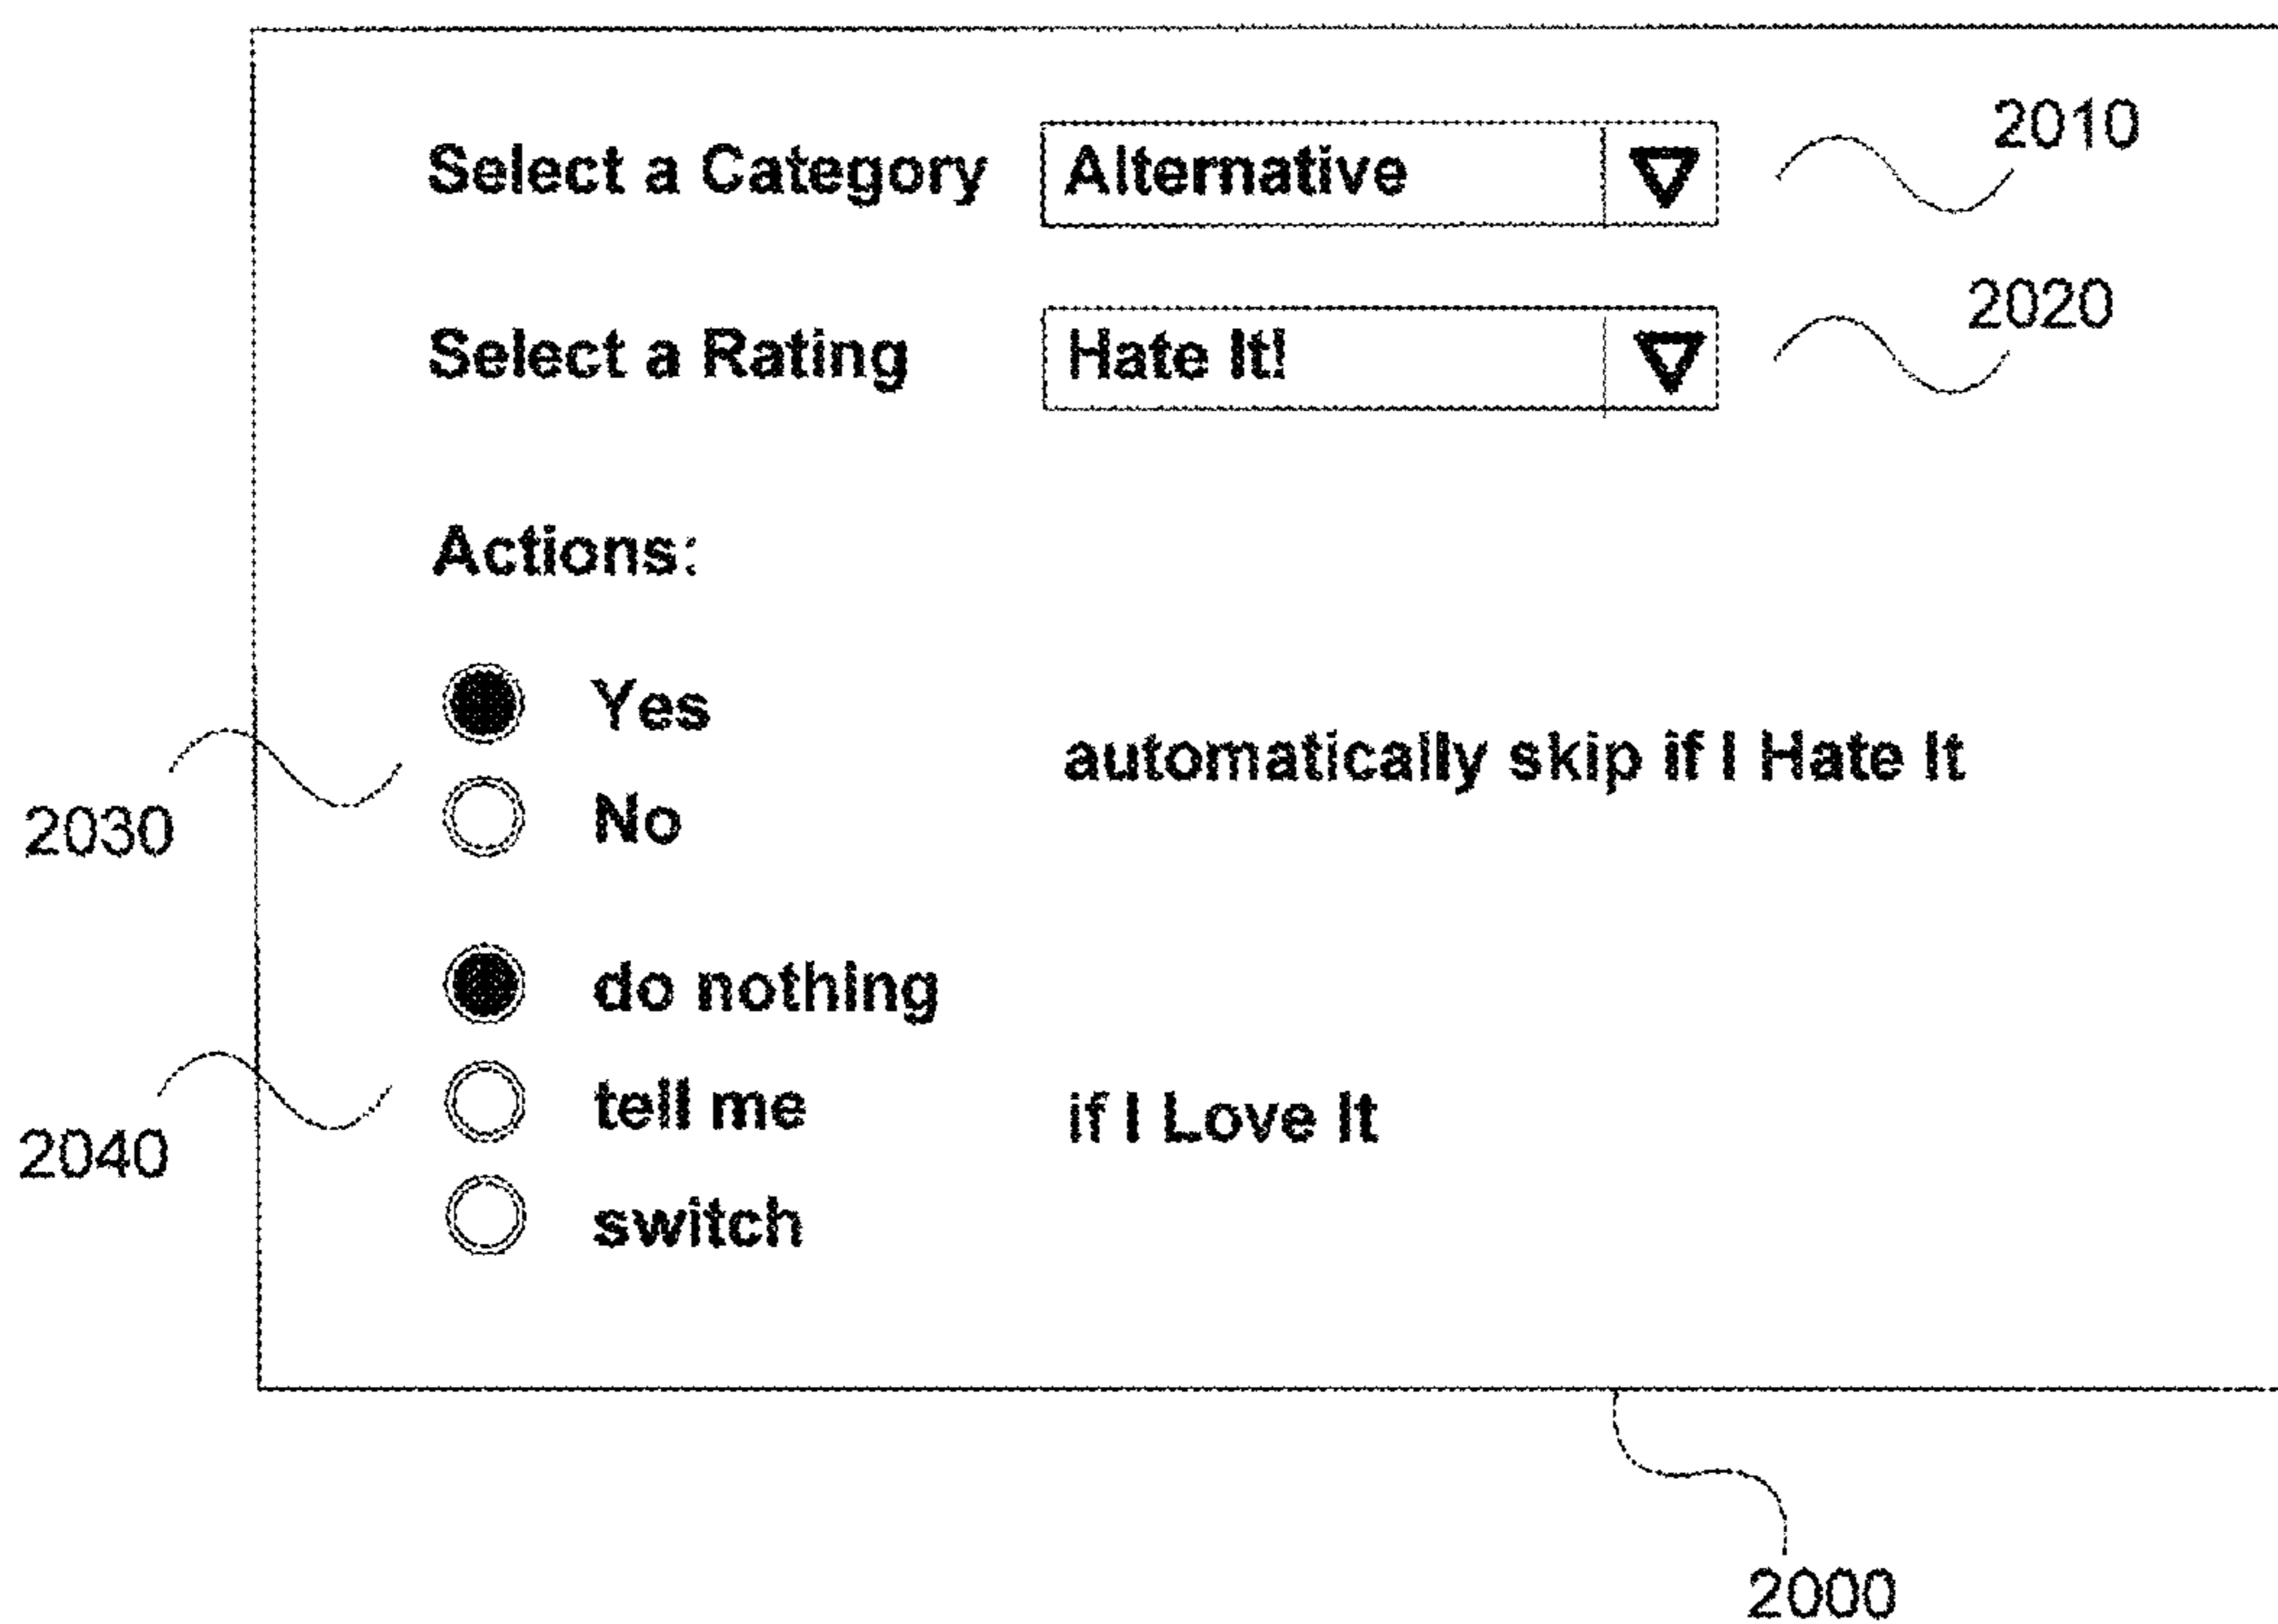 Select a Category Alternative 2010
Select a Rating Hate It! 2020
Actions:
Yes
automatically skip if I Hate It
2030
No
do nothing
tell me
if I Love It
2040
switch
2000